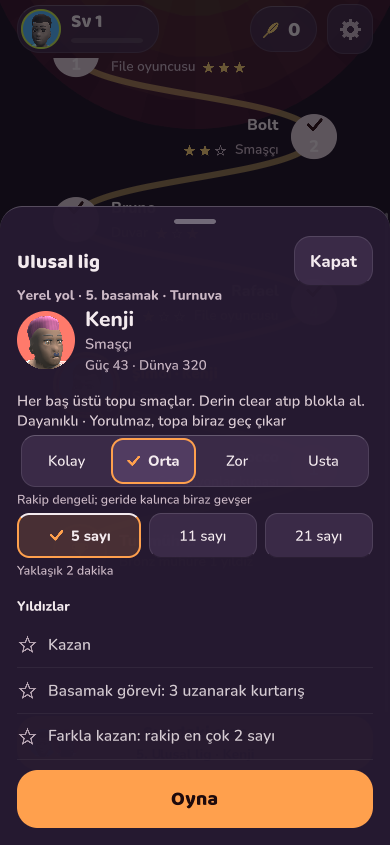 Sv 1
0
1
File oyuncusu
Bolt
2
Smaşçı
Ulusal lig
Kapat
Yerel yol · 5. basamak · Turnuva
Kenji
Smaşçı
Güç 43 · Dünya 320
Her baş üstü topu smaçlar. Derin clear atıp blokla al.
Dayanıklı · Yorulmaz, topa biraz geç çıkar
Kolay
Orta
Zor
Usta
Rakip dengeli; geride kalınca biraz gevşer
5 sayı
11 sayı
21 sayı
Yaklaşık 2 dakika
Yıldızlar
Kazan
Basamak görevi: 3 uzanarak kurtarış
Farkla kazan: rakip en çok 2 sayı
Oyna